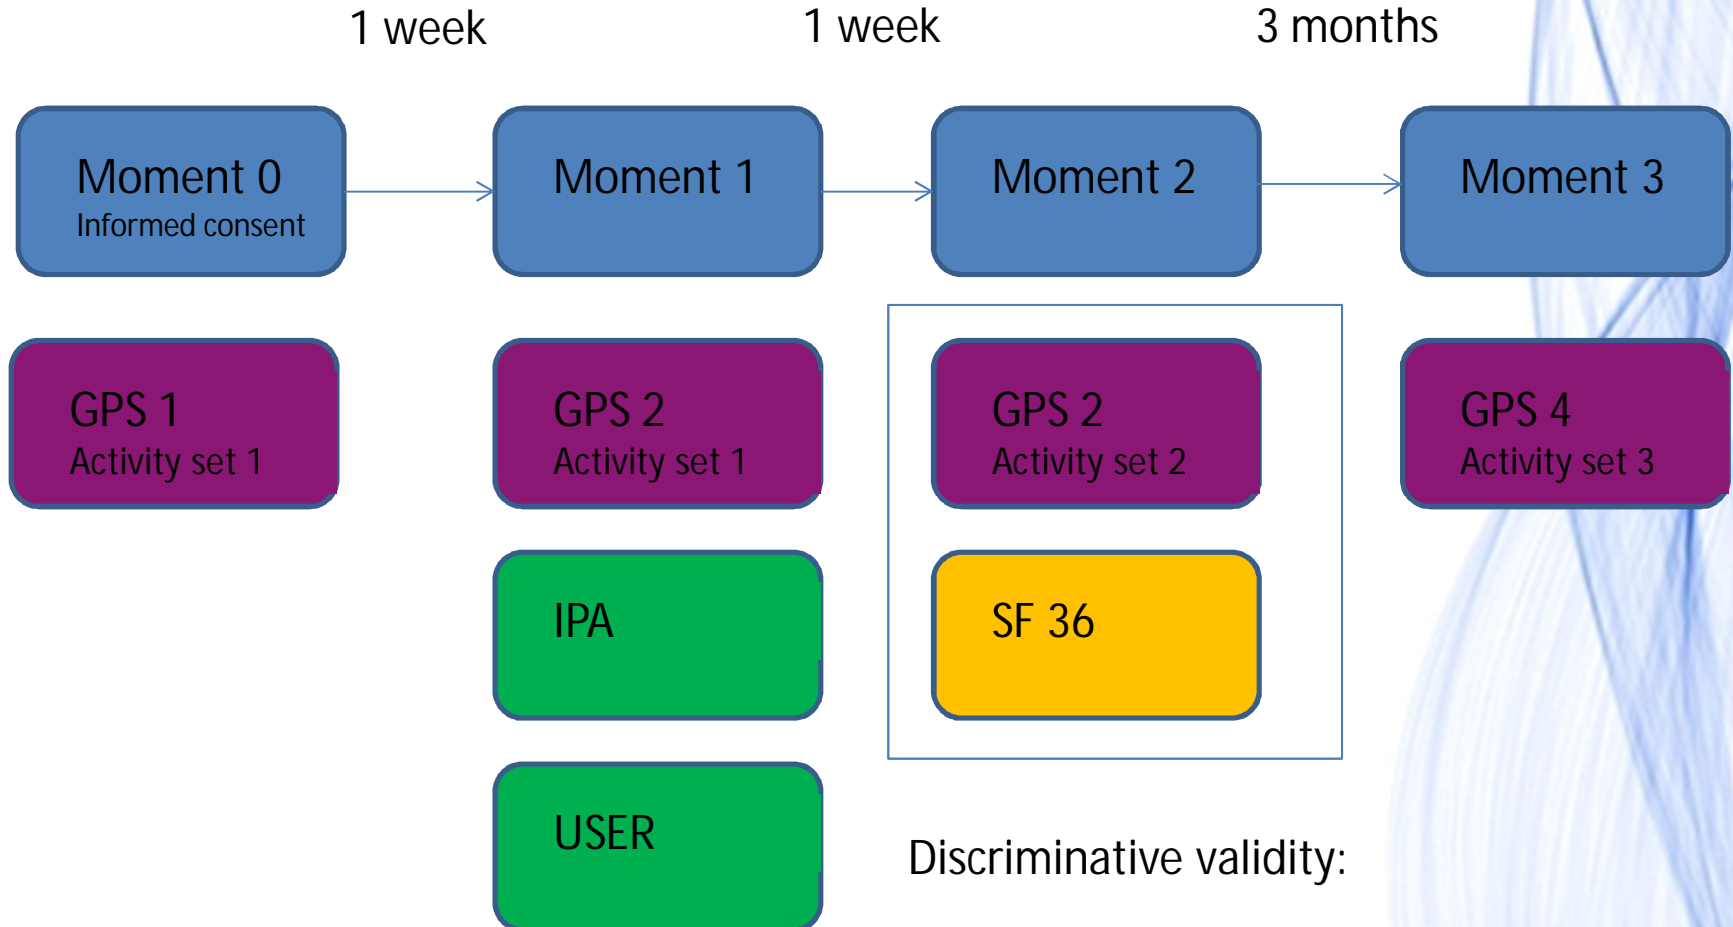 1 week
1 week
3 months
Moment 0
Informed consent
Moment 1
Moment 2
Moment 3
GPS 1
Activity set 1
GPS 2
Activity set 1
GPS 2
Activity set 2
GPS 4
Activity set 3
IPA
SF 36
USER
Discriminative validity: